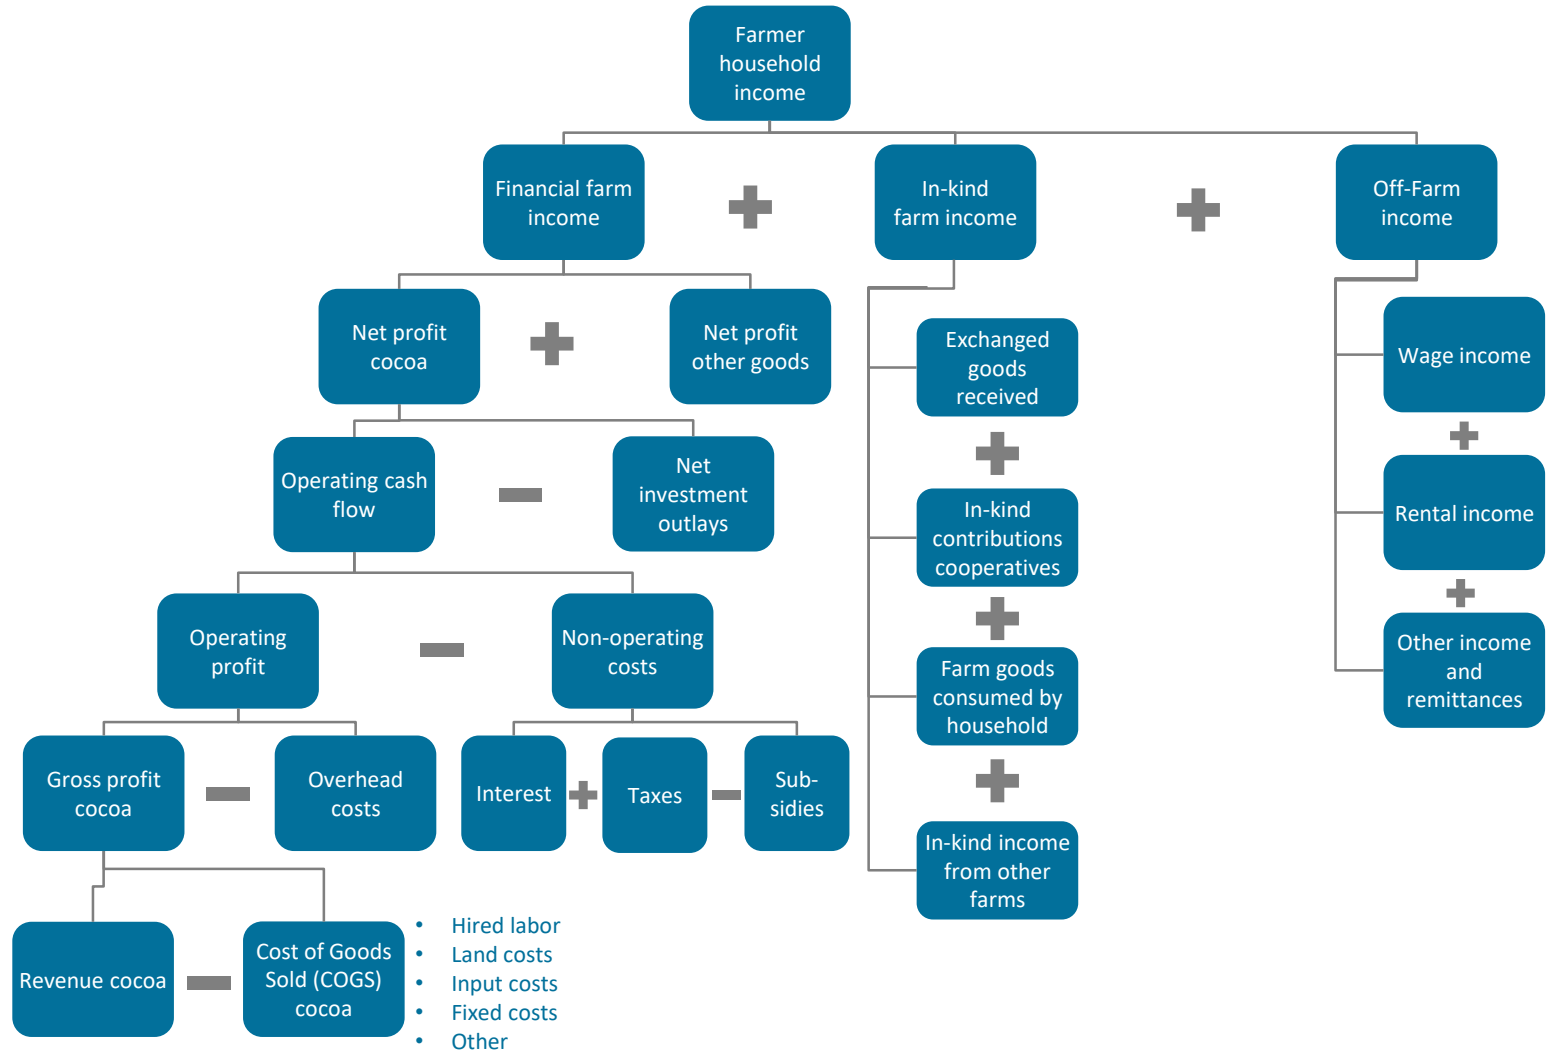 Farmer
household
income
Financial farm
income
In-kind
farm income
Off-Farm
income
Net profit
cocoa
Net profit
other goods
Exchanged
goods
received
Wage income
Operating cash
flow
Net
investment
outlays
In-kind
contributions
cooperatives
Rental income
Operating
profit
Non-operating
costs
Farm goods
consumed by
household
Other income
and
remittances
Gross profit
cocoa
Overhead
costs
Interest
Taxes
Sub-
sidies
In-kind income
from other
farms
Revenue cocoa
Cost of Goods
Sold (COGS)
cocoa
• Hired labor
• Land costs
• Input costs
• Fixed costs
• Other